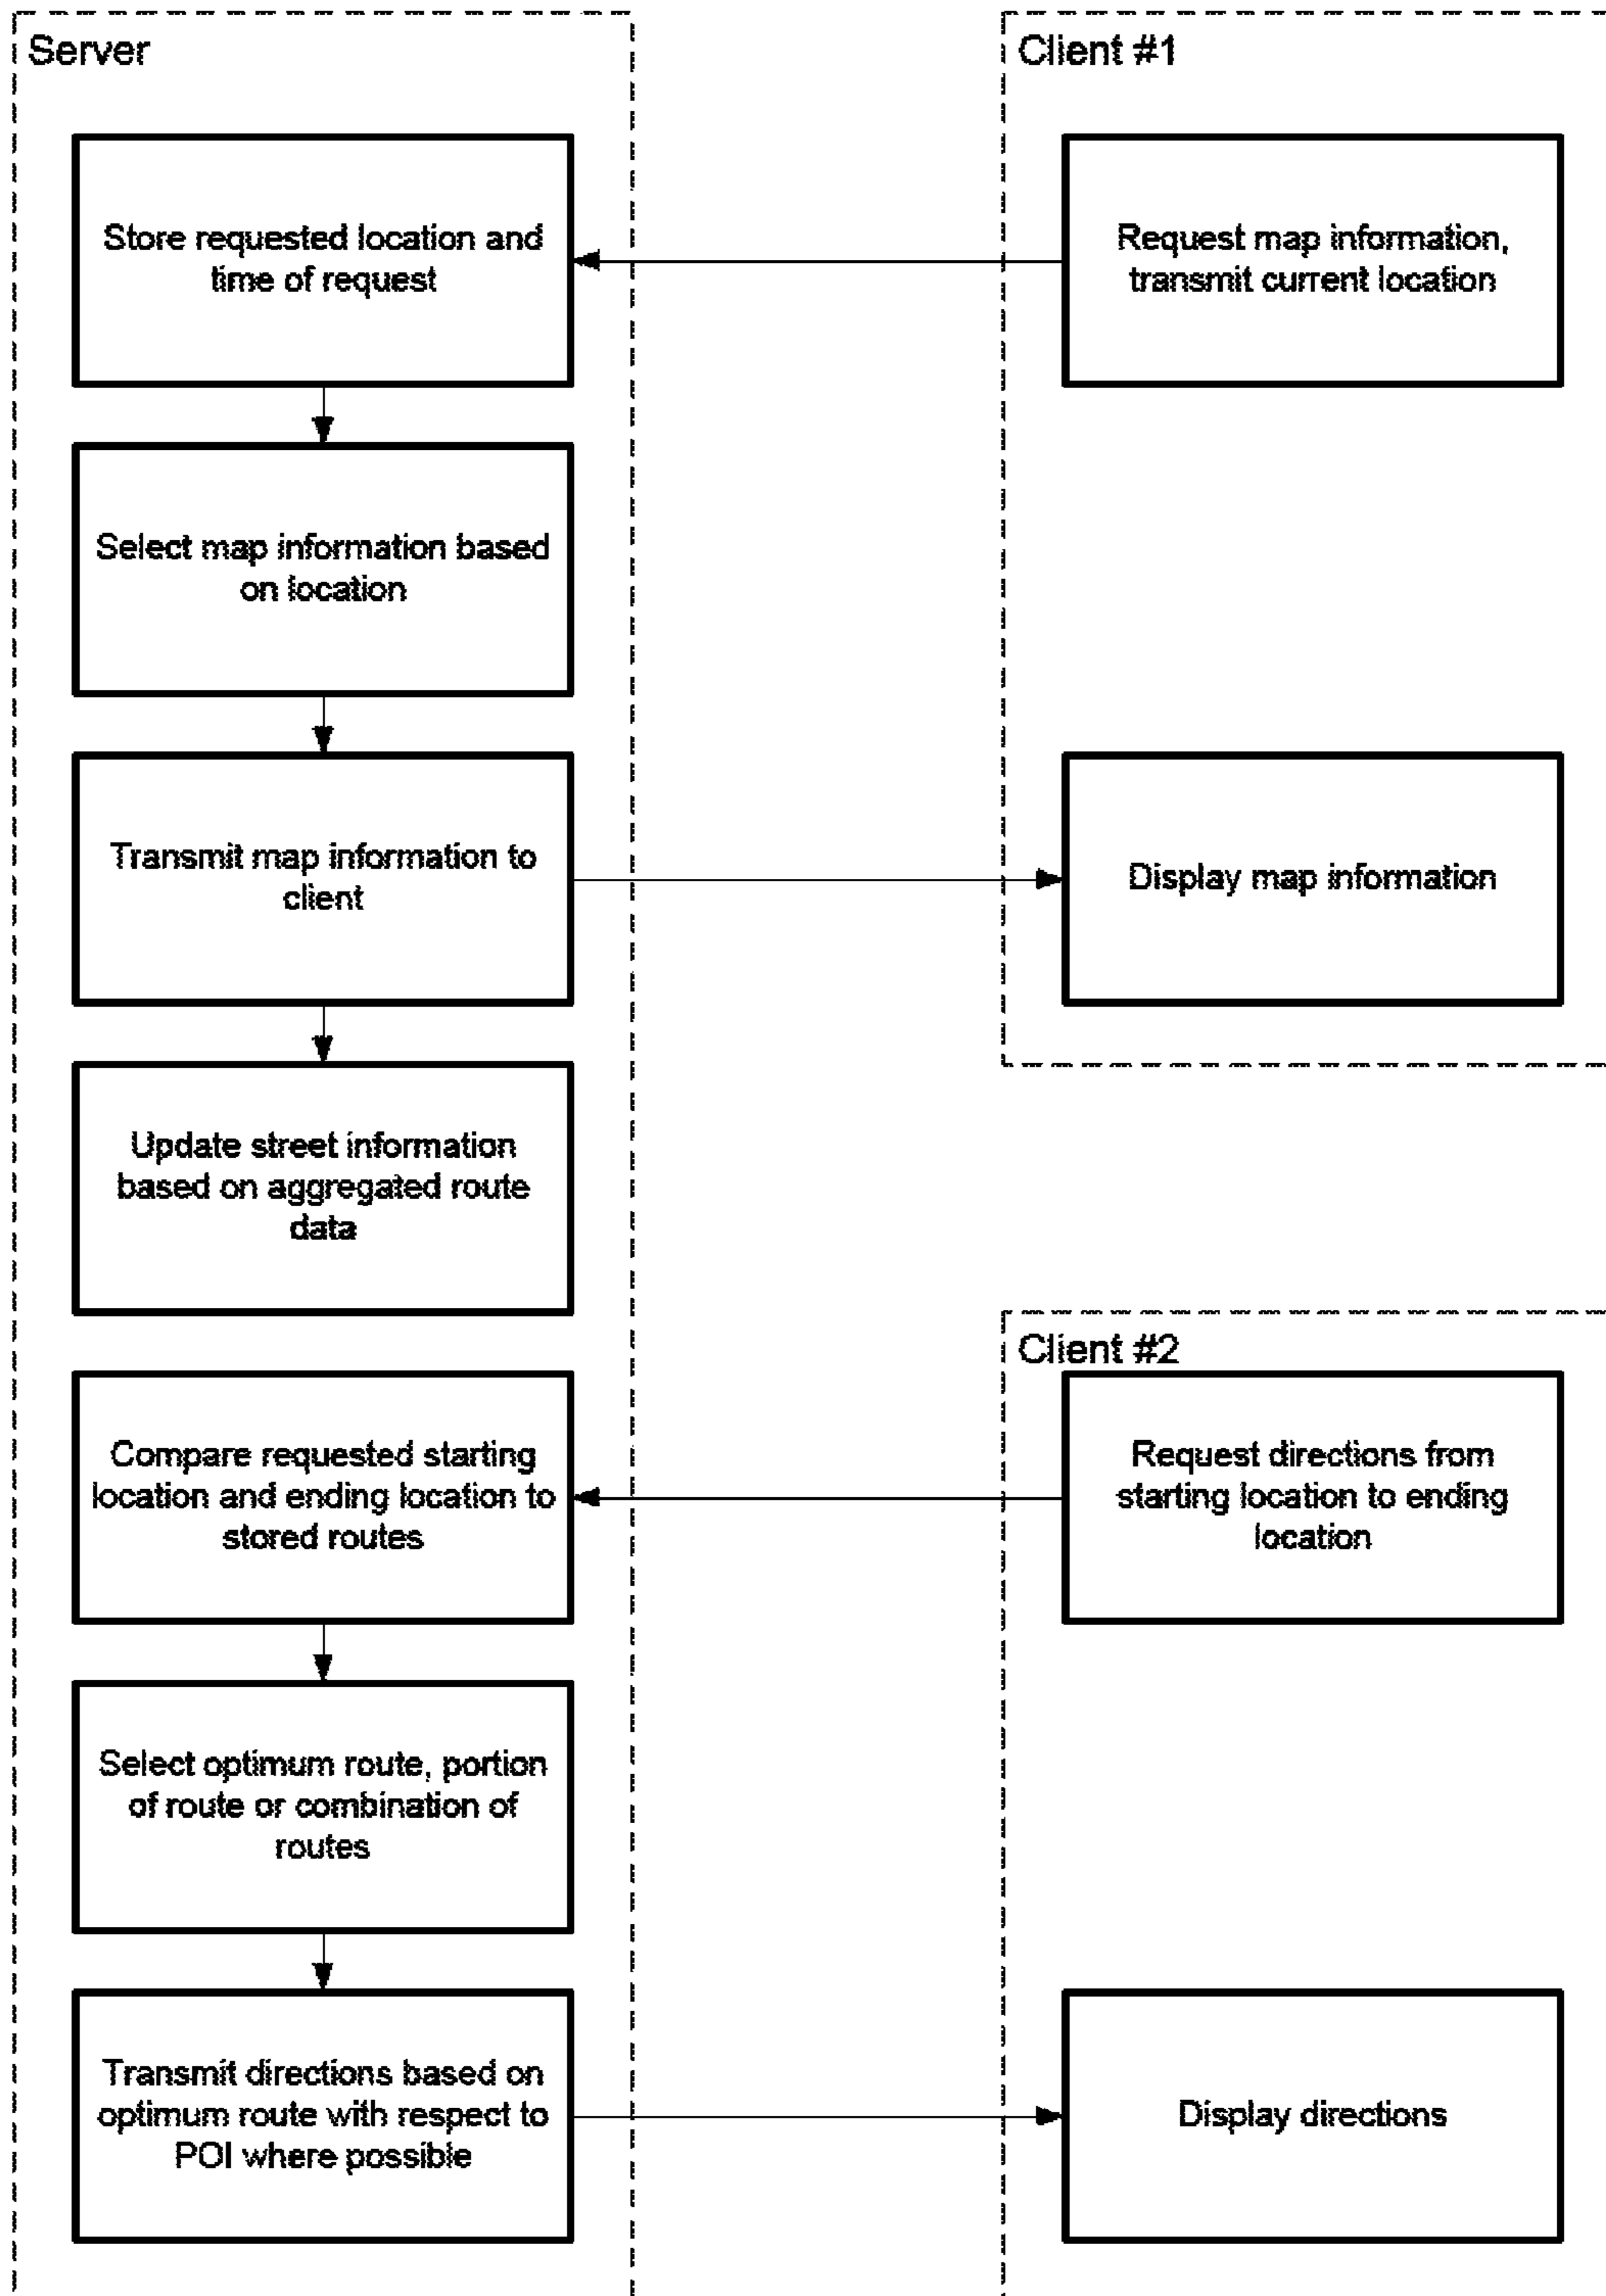 Server
Client #1
Store requested location and
time of request
Request map information,
transmit current location
Select map information based
on location
Transmit map information to
client
Display map information
Update street information
based on aggregated route
data
Client #2
Compare requested starting
location and ending location to
stored routes
Request directions from
starting location to ending
location
Select optimum route, portion
of route or combination of
routes
Transmit directions based on
optimum route with respect to
POI where possible
Display directions